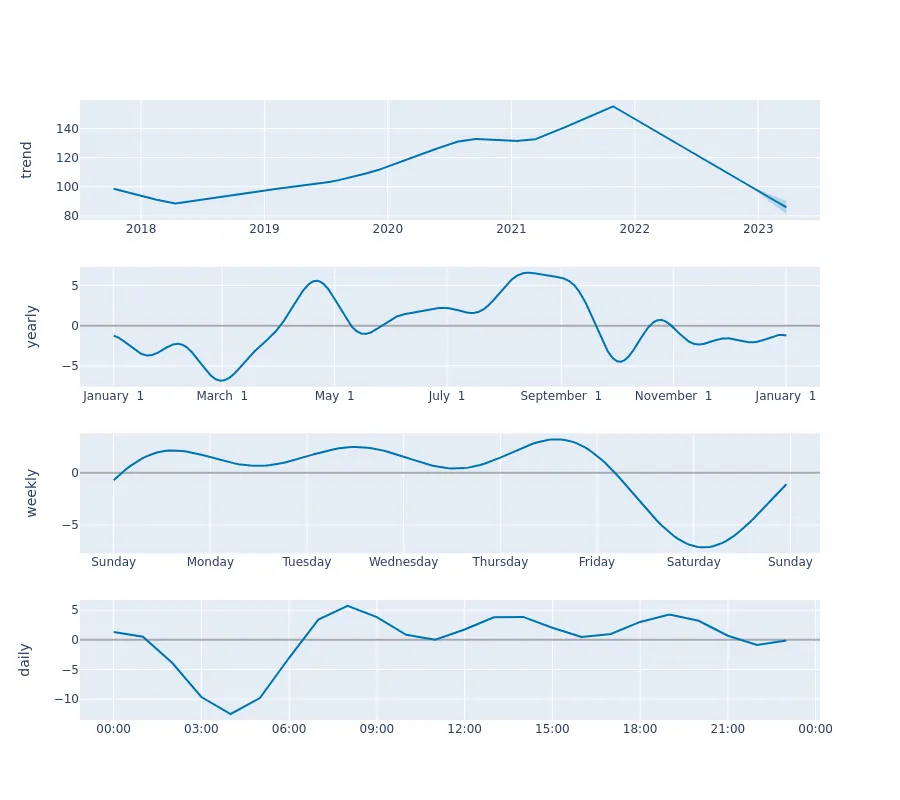 trend
140
120
100
80
2018 2019 2020 2021 2022 2023
yearly
5
0
−5
January 1 March 1 May 1 July 1 September 1 November 1 January 1
weekly
0
−5
Sunday Monday Tuesday Wednesday Thursday Friday Saturday Sunday
daily
5
0
−5
−10
00:00 03:00 06:00 09:00 12:00 15:00 18:00 21:00 00:00